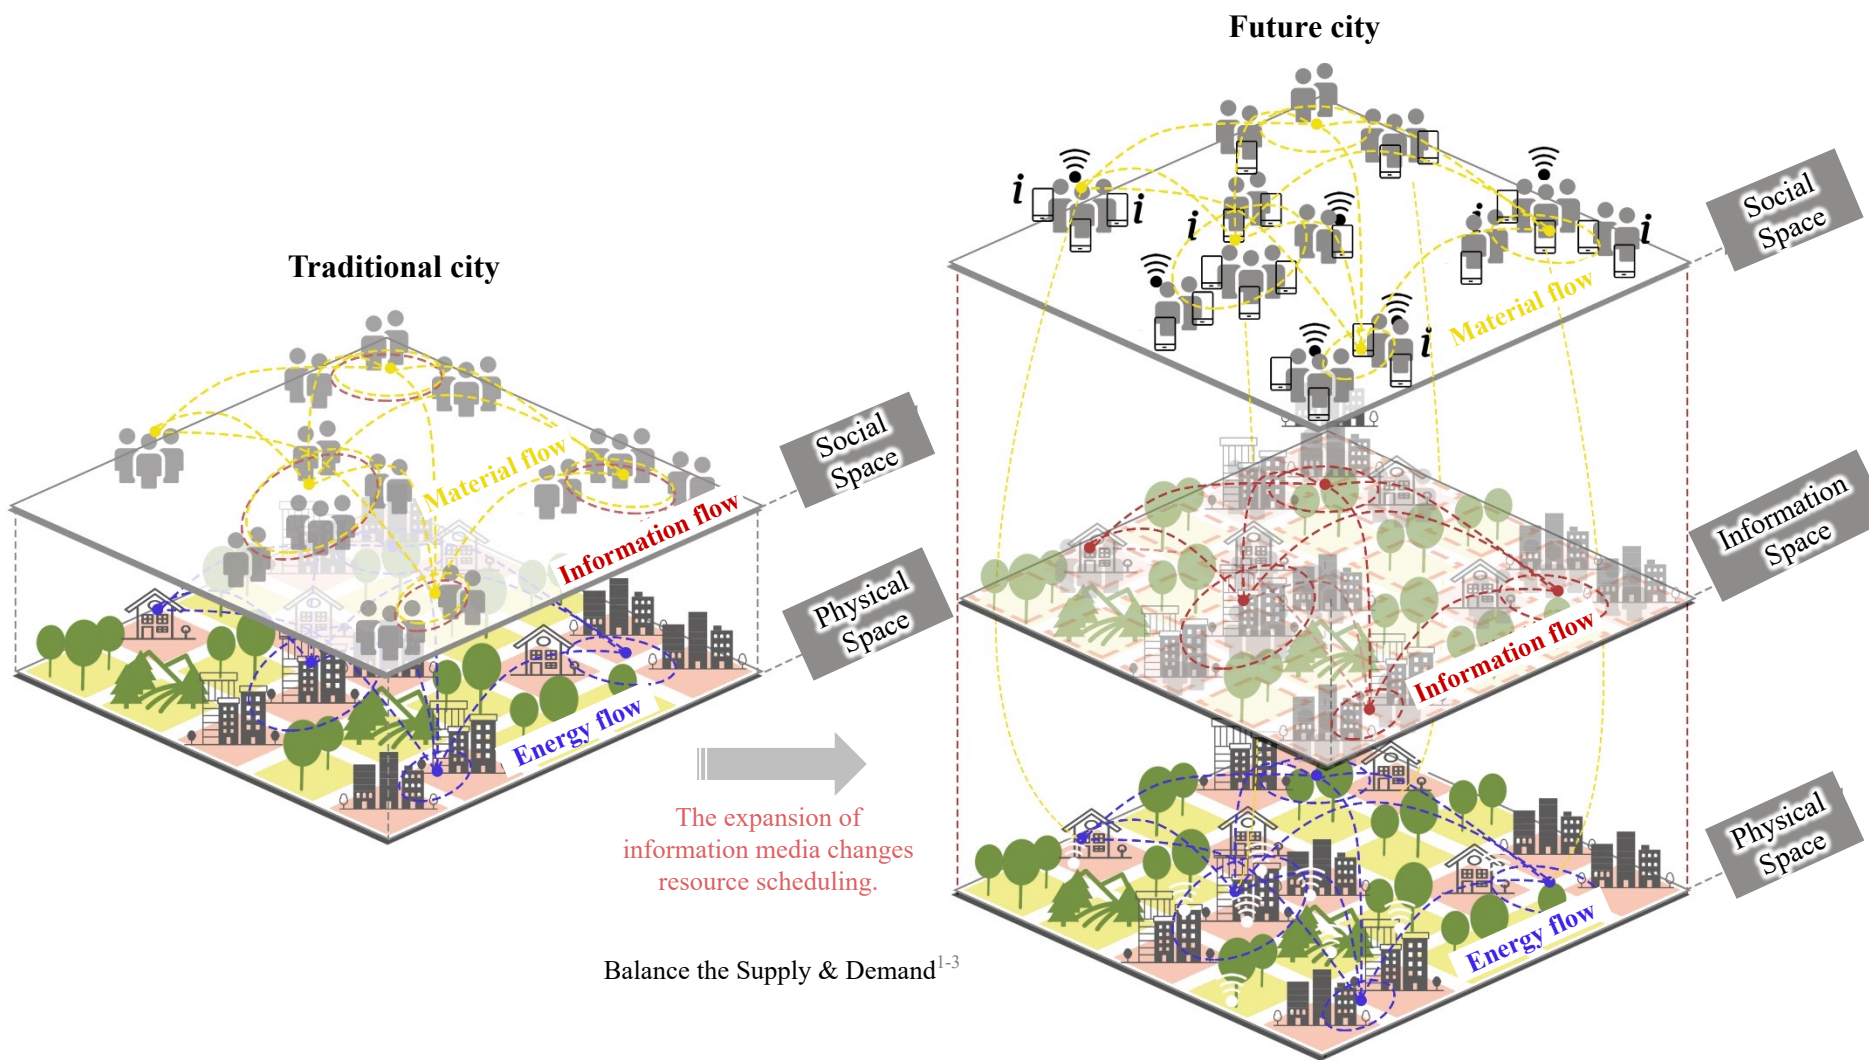 Future city
Traditional city
Social
Space
Material flow
Information flow
Physical
Space
Energy flow
The expansion of
information media changes
resource scheduling.
Balance the Supply & Demand1-3
i
i
i
i
i
i
Material flow
Social
Space
Information flow
Information
Space
Energy flow
Physical
Space